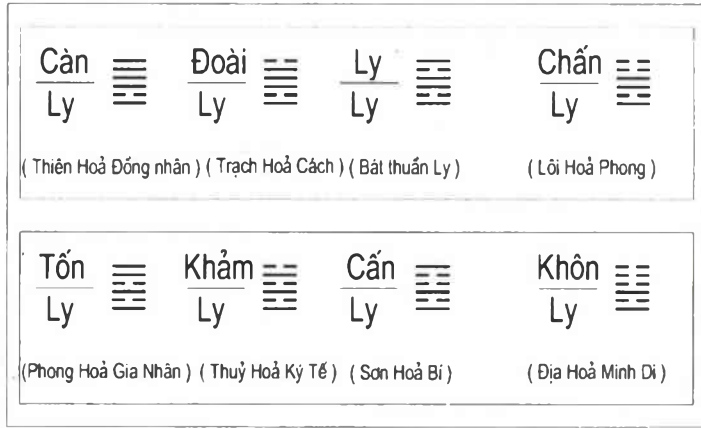 Càn Đoài Ly Chấn
Ly Ly Ly Ly
( Thiên Hoả Đồng nhân ) ( Trạch Hoả Cách ) ( Bát thuần Ly ) ( Lôi Hoả Phong )
Tốn Khảm Cấn Khôn
Ly Ly Ly Ly
(Phong Hoả Gia Nhân ) ( Thuỷ Hoả Ký Tế ) ( Sơn Hoả Bí ) ( Địa Hoả Minh Di )